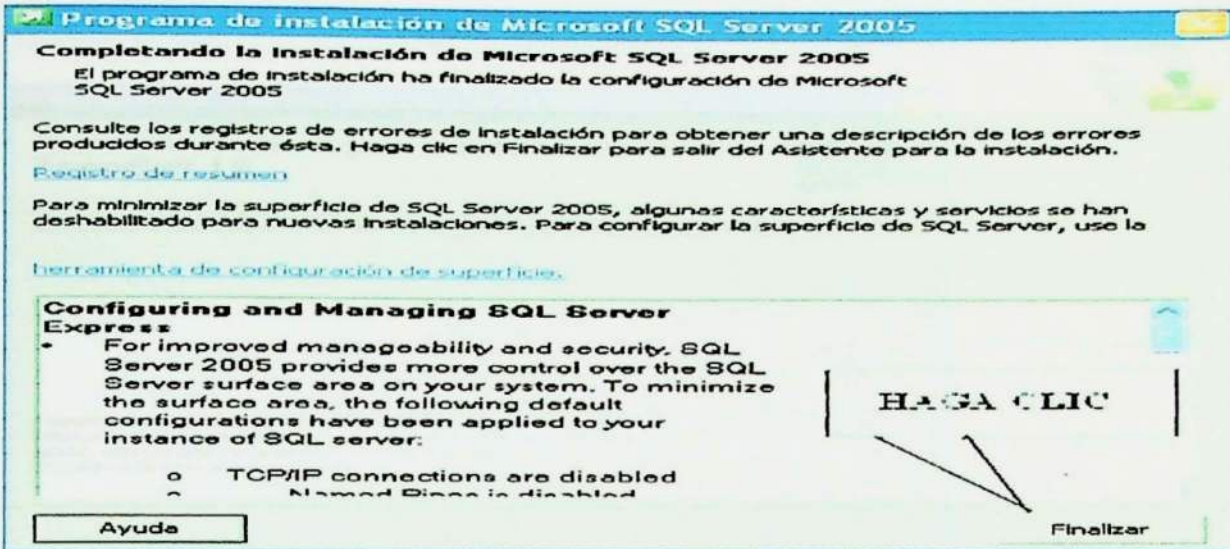 Programa de instalación de Microsoft SQL Server 2005
Completando la instalación de Microsoft SQL Server 2005
El programa de instalación ha finalizado la configuración de Microsoft
SQL Server 2005
Consulte los registros de errores de instalación para obtener una descripción de los errores
producidos durante ésta. Haga clic en Finalizar para salir del Asistente para la instalación.
Registro de resumen
Para minimizar la superficie de SQL Server 2005, algunas características y servicios se han
deshabilitado para nuevas instalaciones. Para configurar la superficie de SQL Server, use la
herramienta de configuración de superficie.
Configuring and Managing SQL Server
Express
• For improved manageability and security, SQL
Server 2005 provides more control over the SQL
Server surface area on your system. To minimize
the surface area, the following default
configurations have been applied to your
instance of SQL server:
o TCP/IP connections are disabled
o Named Pipes is disabled
HAGA CLIC
Ayuda
Finalizar